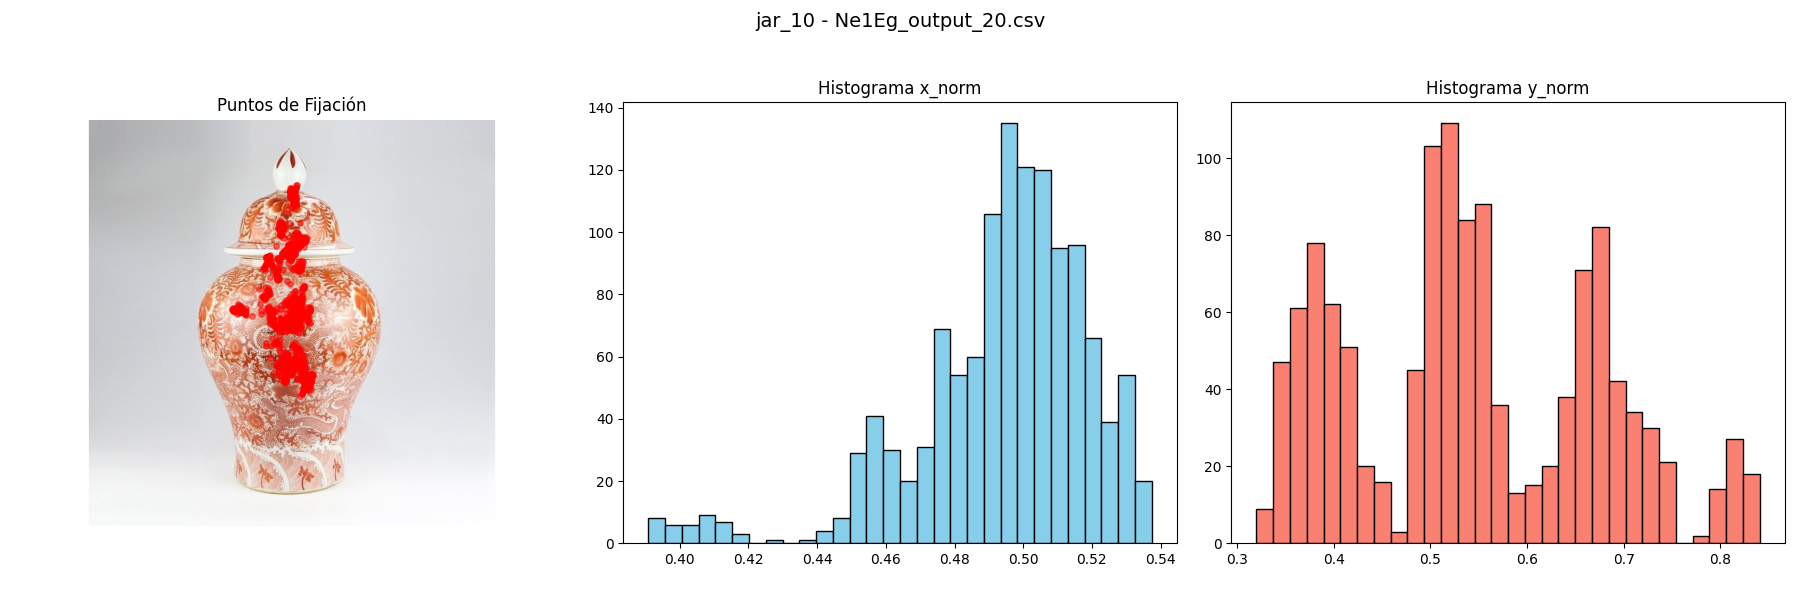 jar_10 - Ne1Eg_output_20.csv
Puntos de Fijación
Histograma x_norm
140
120
100
80
60
40
20
0
0.40 0.42 0.44 0.46 0.48 0.50 0.52 0.54
Histograma y_norm
100
80
60
40
20
0
0.3 0.4 0.5 0.6 0.7 0.8